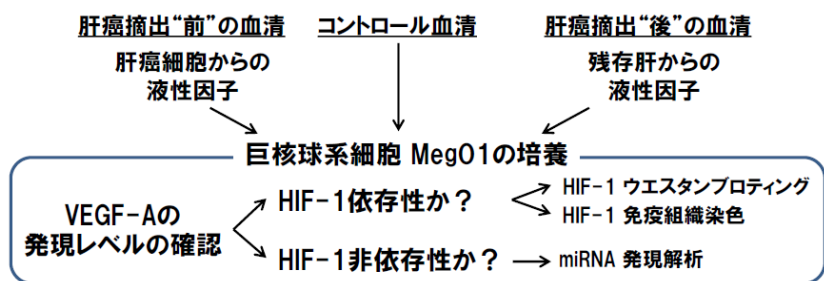 肝癌摘出“前”の血清
コントロール血清
肝癌摘出“後”の血清
肝癌細胞からの
液性因子
残存肝からの
液性因子
巨核球系細胞 Meg01の培養
VEGF-Aの
発現レベルの確認
HIF-1依存性か?
HIF-1 ウエスタンブロティング
HIF-1 免疫組織染色
HIF-1非依存性か?
miRNA 発現解析